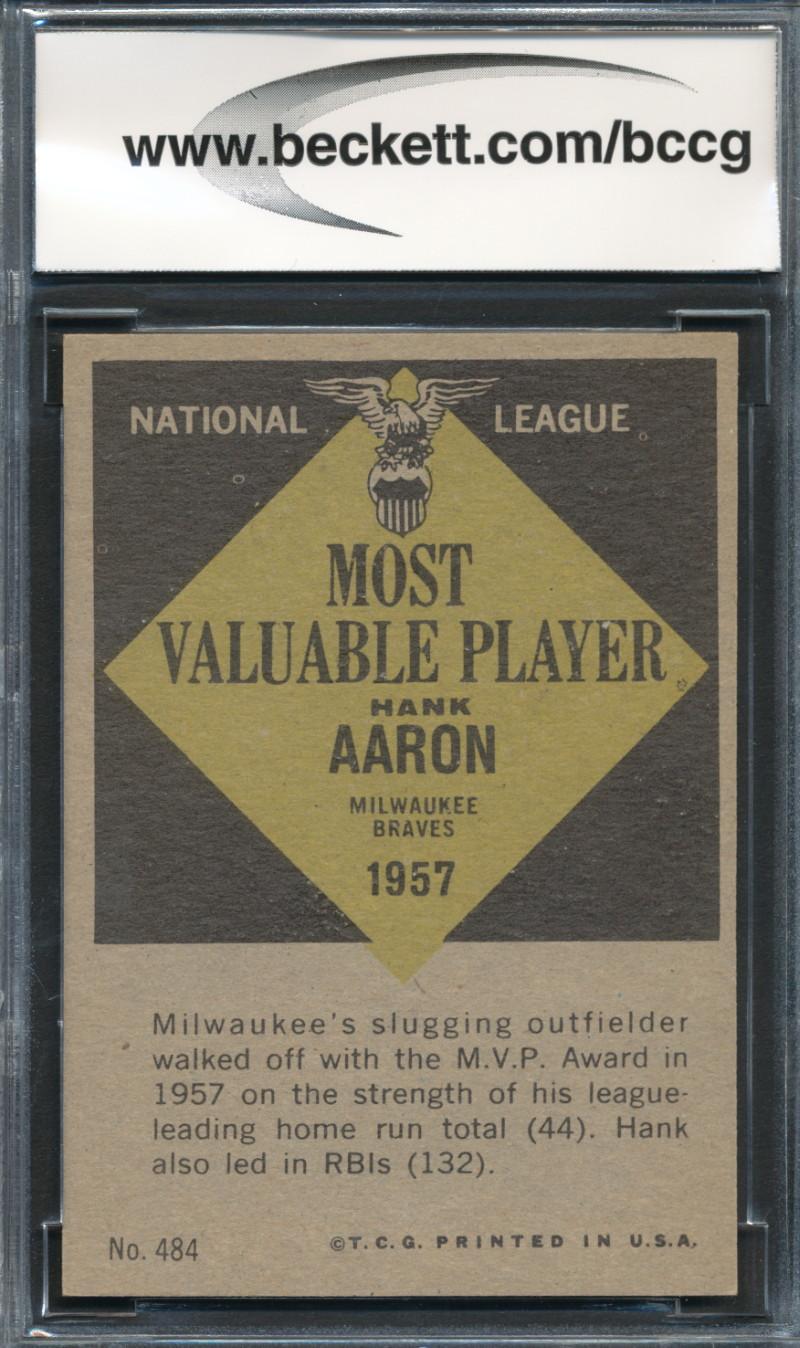 www.beckett.com/bccg
NATIONAL LEAGUE
MOST
VALUABLE PLAYER
HANK
AARON
MILWAUKEE
BRAVES
1957
Milwaukee's slugging outfielder
walked off with the M.V.P. Award in
1957 on the strength of his league-
leading home run total (44). Hank
also led in RBIs (132).
No. 484 ©T.C.G. PRINTED IN U.S.A.